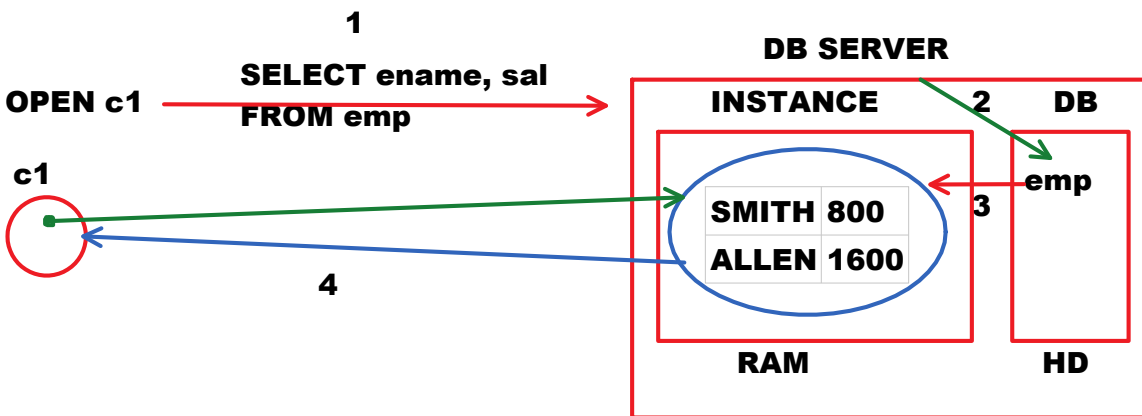 1
DB SERVER
SELECT ename, sal
OPEN c1
FROM emp
INSTANCE
2
DB
c1
emp
SMITH 800
3
ALLEN 1600
4
RAM
HD